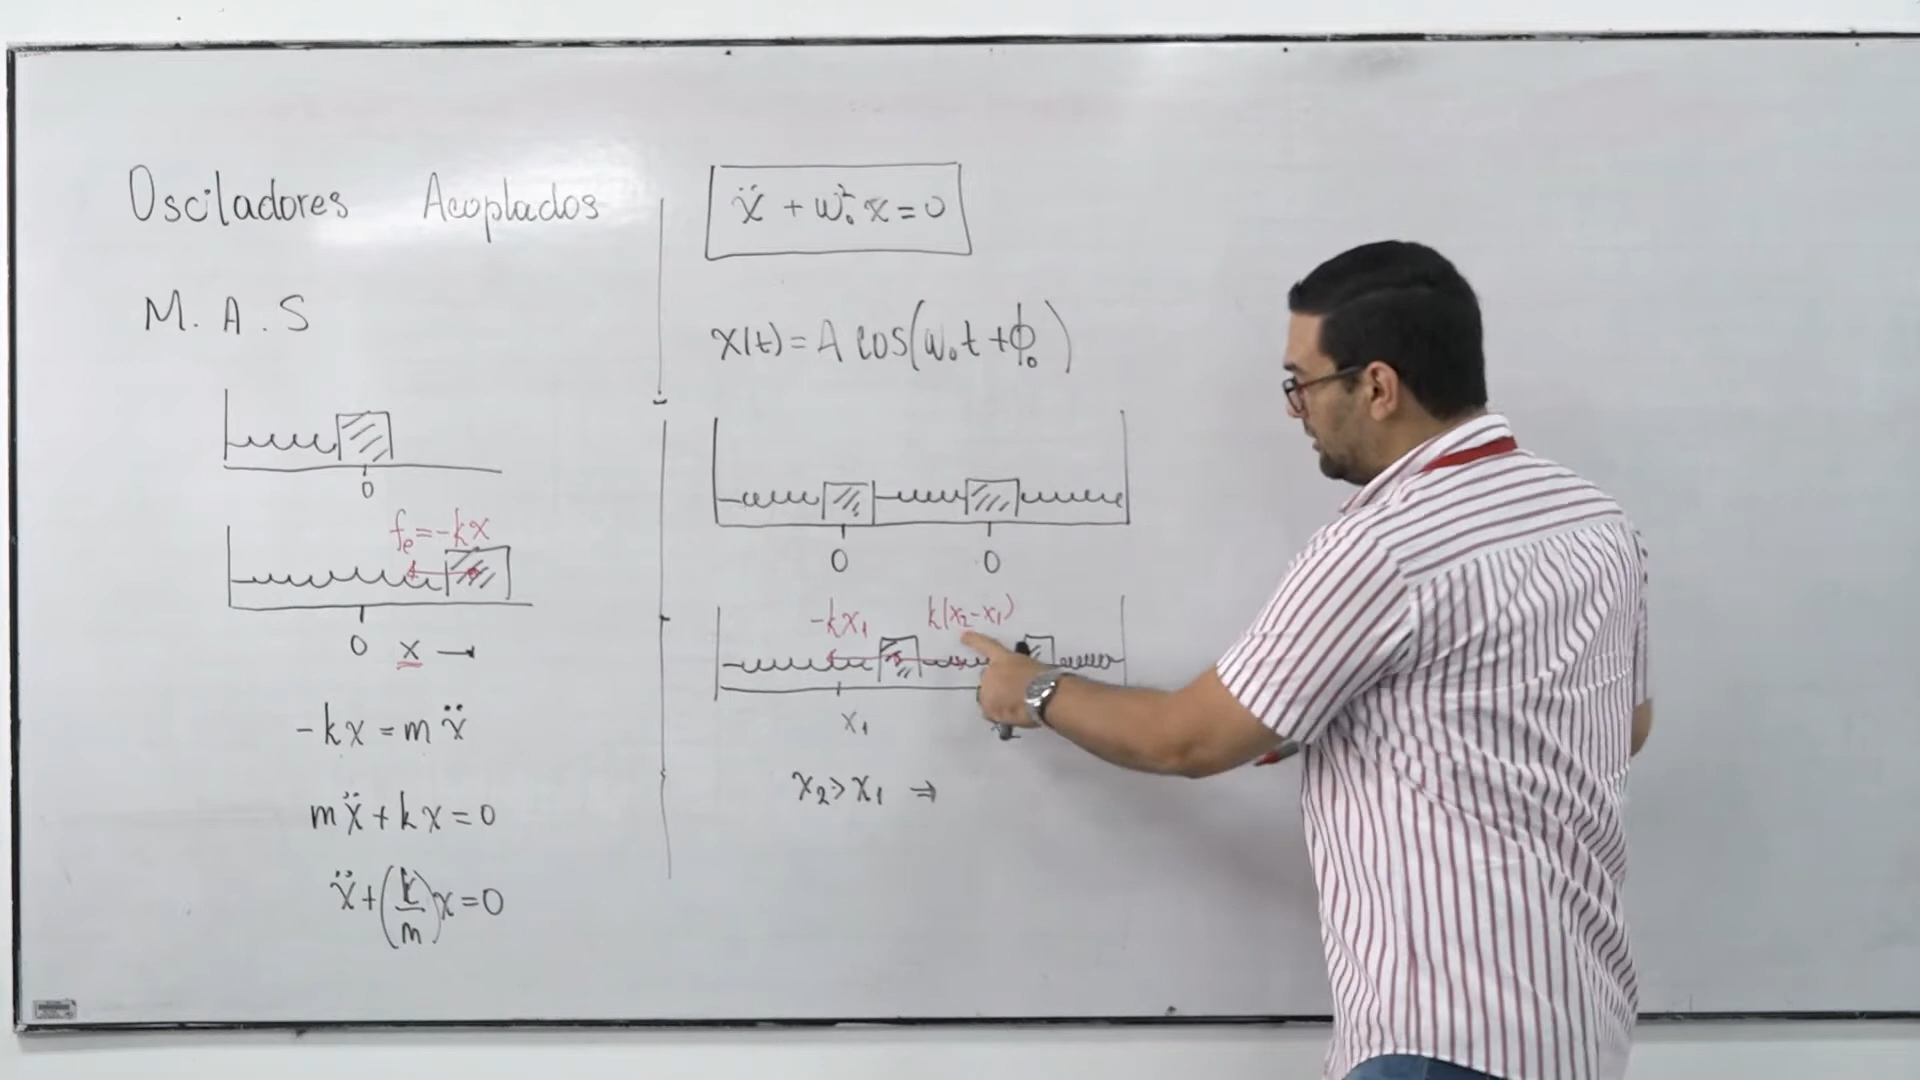 Osciladores Acoplados
M. A. S
0
fₑ = -kx
0 x →
-kx = mẍ
mẍ + kx = 0
ẍ + (k/m)x = 0
ẍ + ω₀²x = 0
x(t) = A cos(ω₀t + ϕ₀)
0 0
-kx₁ k(x₂-x₁)
x₁
x₂ > x₁ ⇒